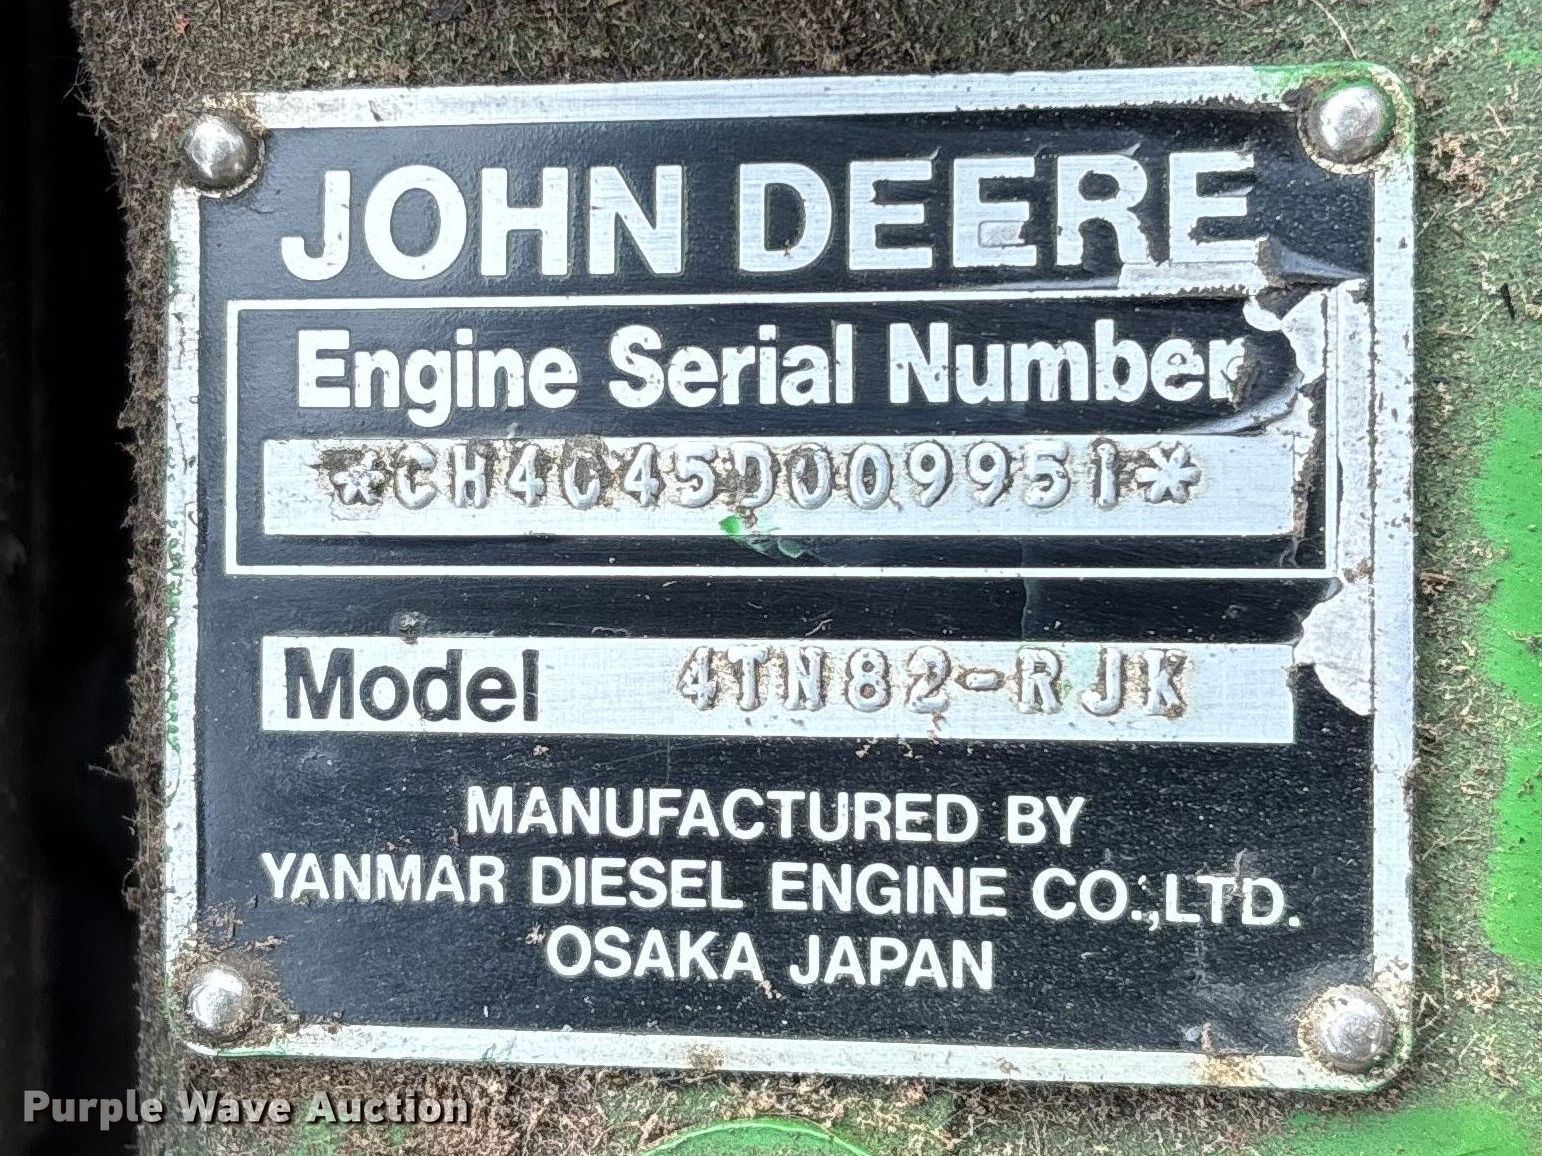 JOHN DEERE
Engine Serial Number
*CH4045D009951*
Model 4TN82-RJK
MANUFACTURED BY
YANMAR DIESEL ENGINE CO.,LTD.
OSAKA JAPAN
Purple Wave Auction